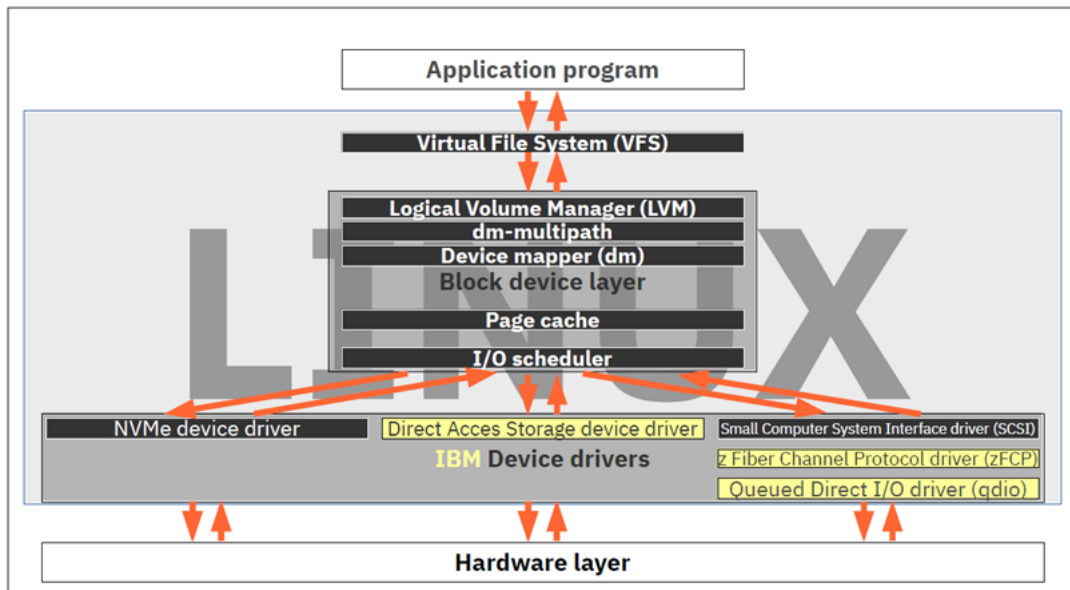 Application program
Virtual File System (VFS)
Logical Volume Manager (LVM)
dm-multipath
Device mapper (dm)
Block device layer
LINUX
Page cache
I/O scheduler
NVMe device driver
Direct Acces Storage device driver
Small Computer System Interface driver (SCSI)
IBM Device drivers
z Fiber Channel Protocol driver (zFCP)
Queued Direct I/O driver (qdio)
Hardware layer